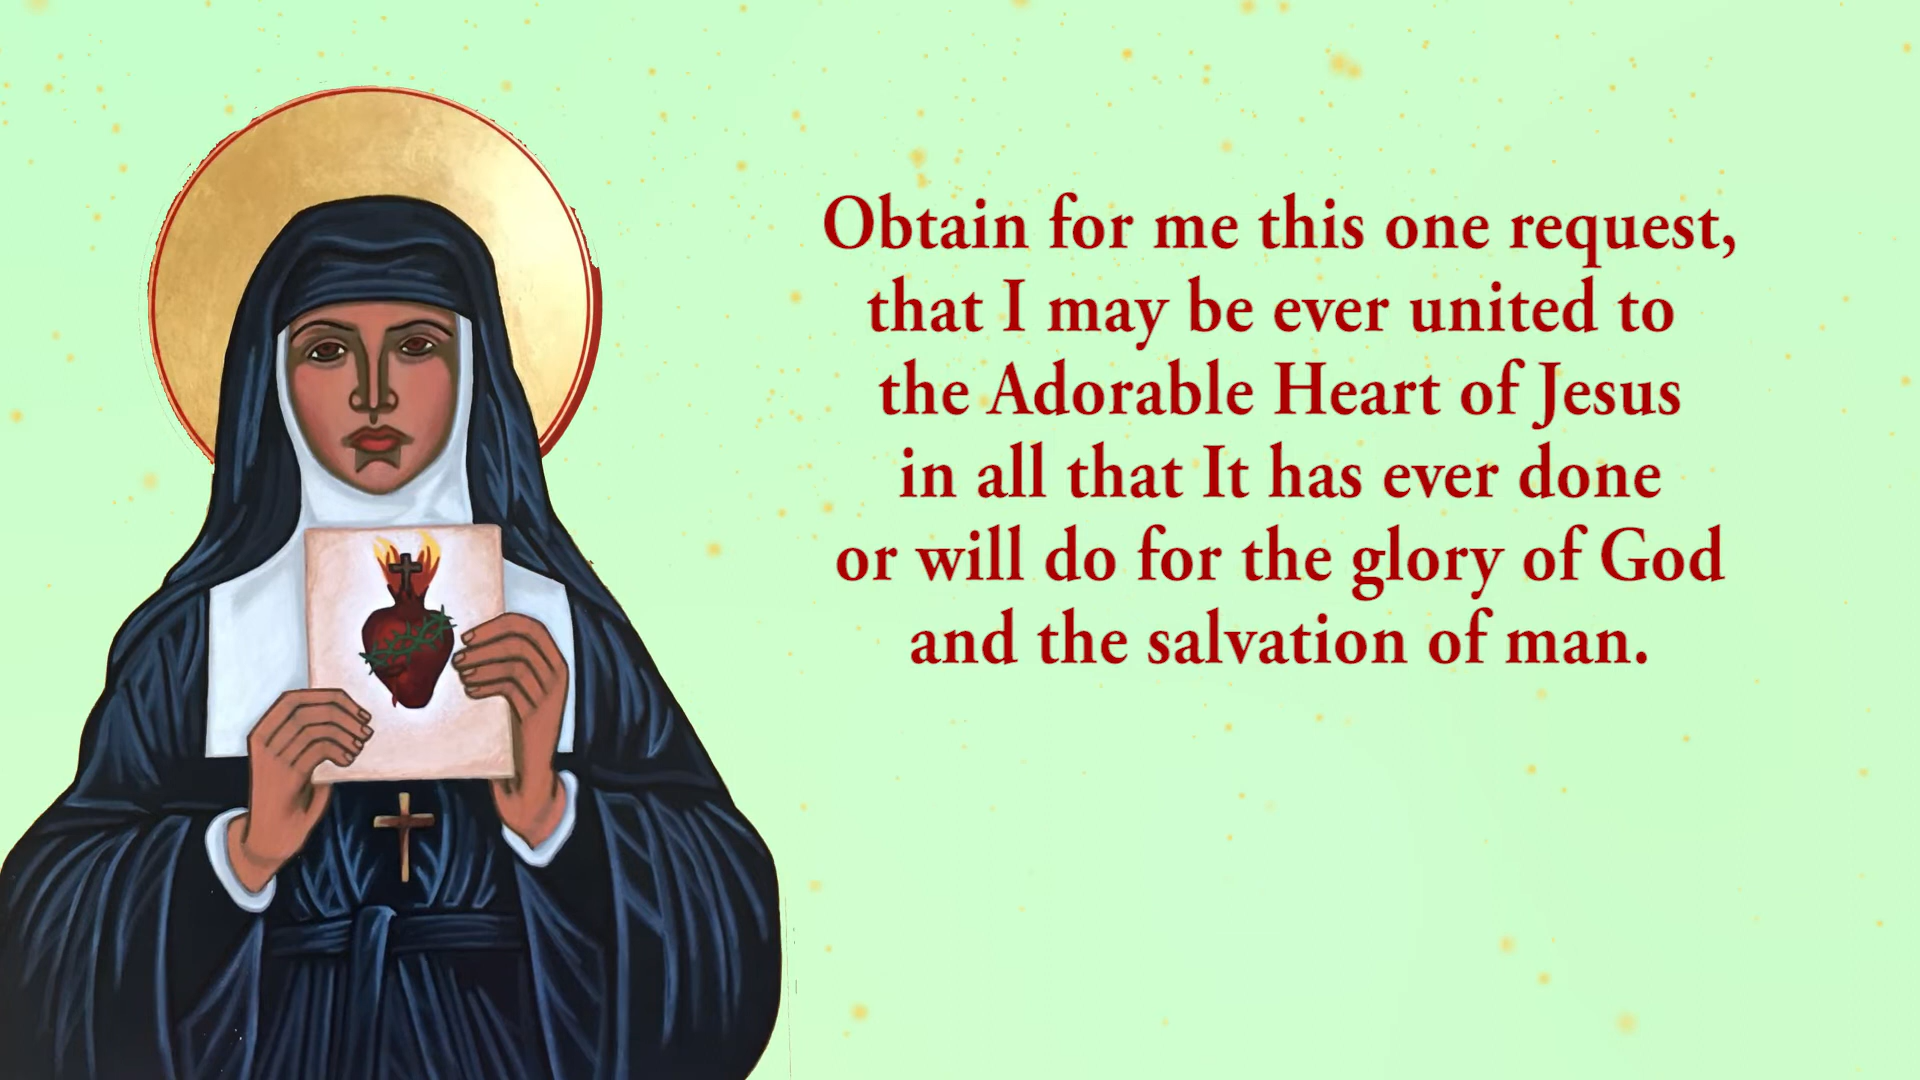 Obtain for me this one request,
that I may be ever united to
the Adorable Heart of Jesus
in all that It has ever done
or will do for the glory of God
and the salvation of man.